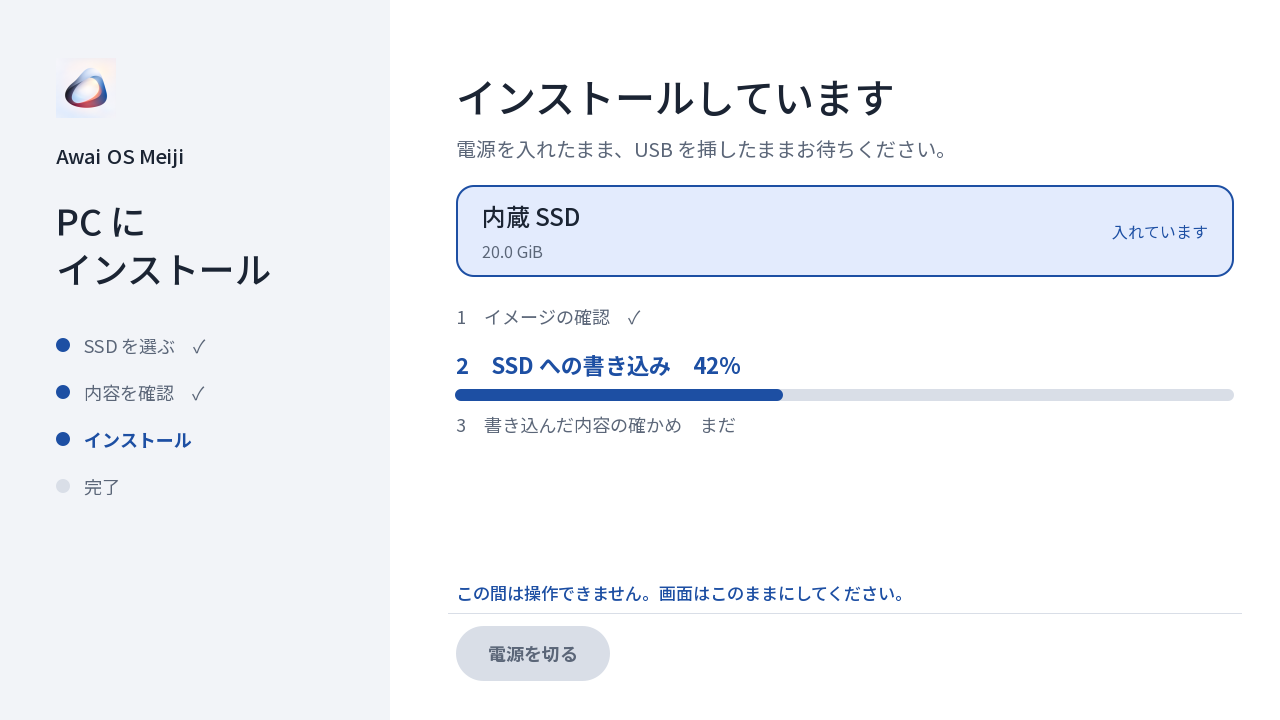 Awai OS Meiji
PC に
インストール
SSD を選ぶ ✓
内容を確認 ✓
インストール
完了
インストールしています
電源を入れたまま、USB を挿したままお待ちください。
内蔵 SSD
20.0 GiB
入れています
1 イメージの確認 ✓
2 SSD への書き込み 42%
3 書き込んだ内容の確かめ まだ
この間は操作できません。画面はこのままにしてください。
電源を切る